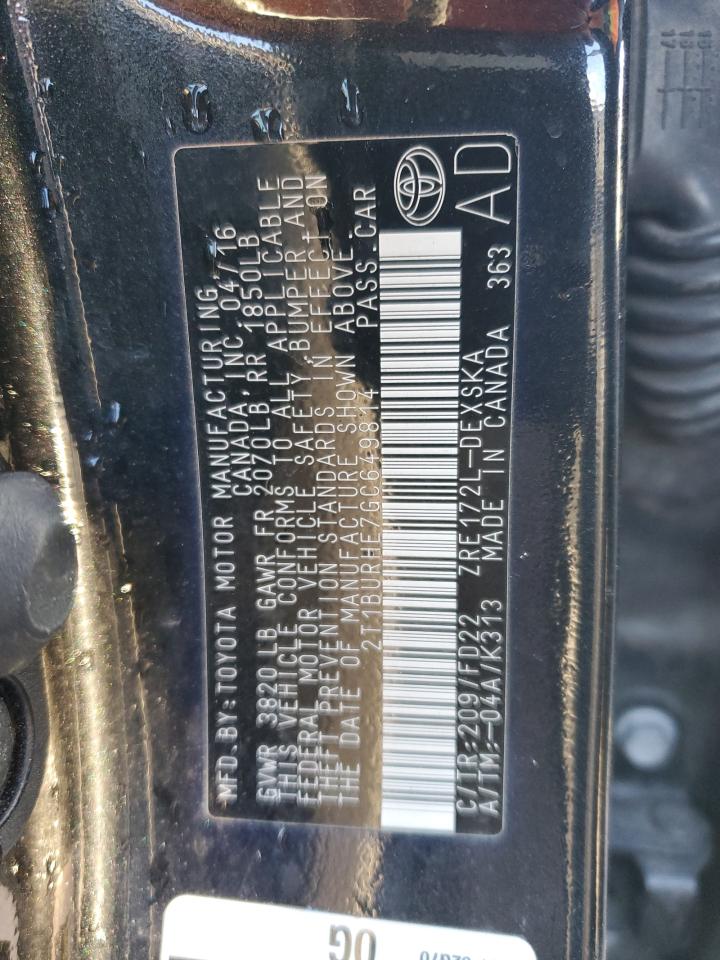 MFD.BY:TOYOTA MOTOR MANUFACTURING
CANADA, INC 04/16
GVWR 3820LB GAWR FR 2070LB RR 1850LB
THIS VEHICLE CONFORMS TO ALL APPLICABLE
FEDERAL MOTOR VEHICLE SAFETY, BUMPER, AND
THEFT PREVENTION STANDARDS IN EFFECT ON
THE DATE OF MANUFACTURE SHOWN ABOVE.
2T1BURHE7GC649814 PASS.CAR
C/TR:209/FD22 ZRE172L-DEXSKA
A/TM:-04A/K313 MADE IN CANADA 363
AD
OG